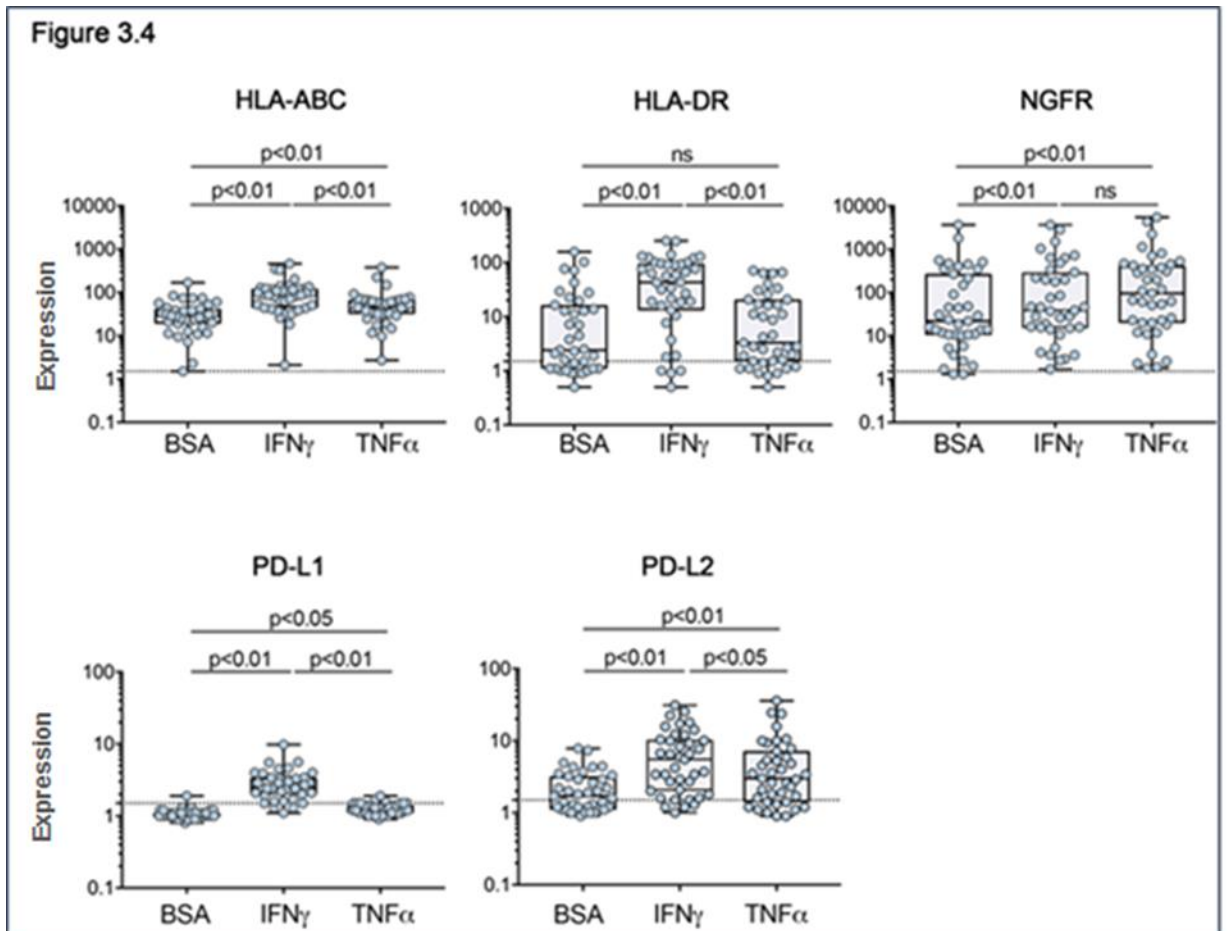 Figure 3.4
HLA-ABC
p<0.01
p<0.01 p<0.01
Expression
10000
1000
100
10
1
0.1
BSA IFNγ TNFα
HLA-DR
ns
p<0.01 p<0.01
1000
100
10
1
0.1
BSA IFNγ TNFα
NGFR
p<0.01
p<0.01 ns
10000
1000
100
10
1
0.1
BSA IFNγ TNFα
PD-L1
p<0.05
p<0.01 p<0.01
Expression
100
10
1
0.1
BSA IFNγ TNFα
PD-L2
p<0.01
p<0.01 p<0.05
100
10
1
0.1
BSA IFNγ TNFα